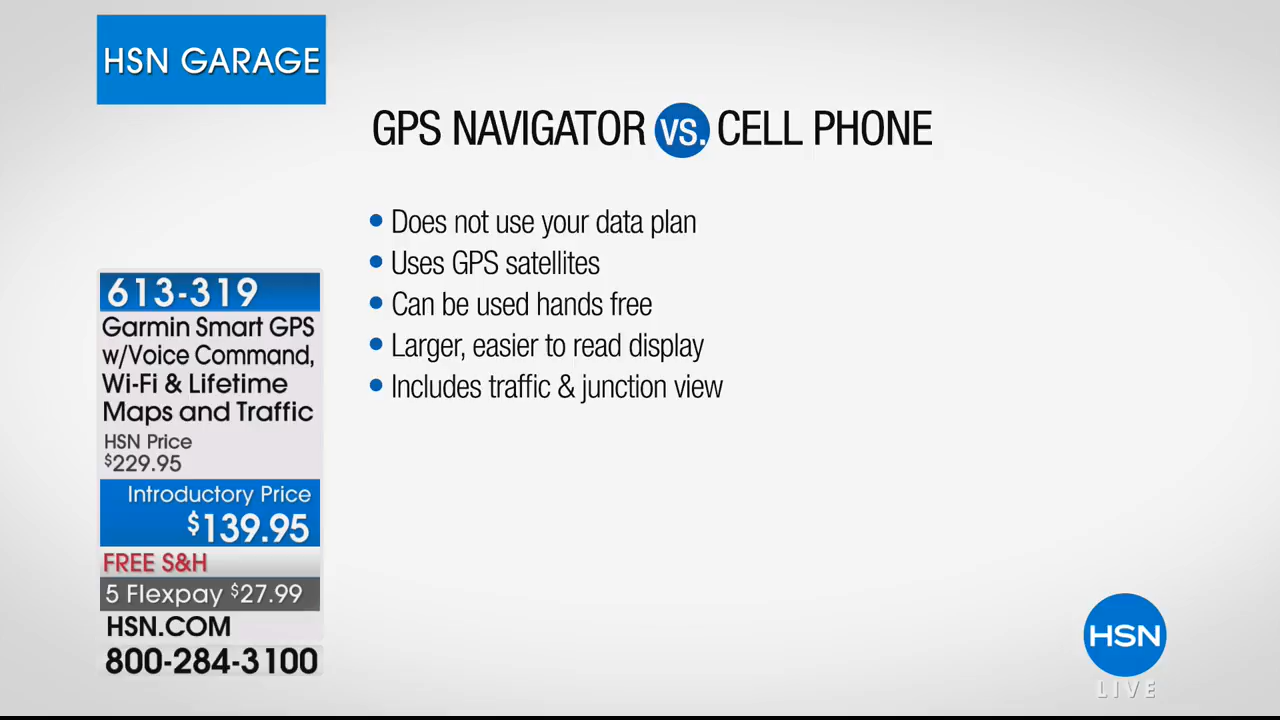 HSN GARAGE
GPS NAVIGATOR VS. CELL PHONE
• Does not use your data plan
• Uses GPS satellites
• Can be used hands free
• Larger, easier to read display
• Includes traffic & junction view
613-319
Garmin Smart GPS
w/Voice Command,
Wi-Fi & Lifetime
Maps and Traffic
HSN Price
$229.95
Introductory Price
$139.95
FREE S&H
5 Flexpay $27.99
HSN.COM
800-284-3100
HSN
LIVE